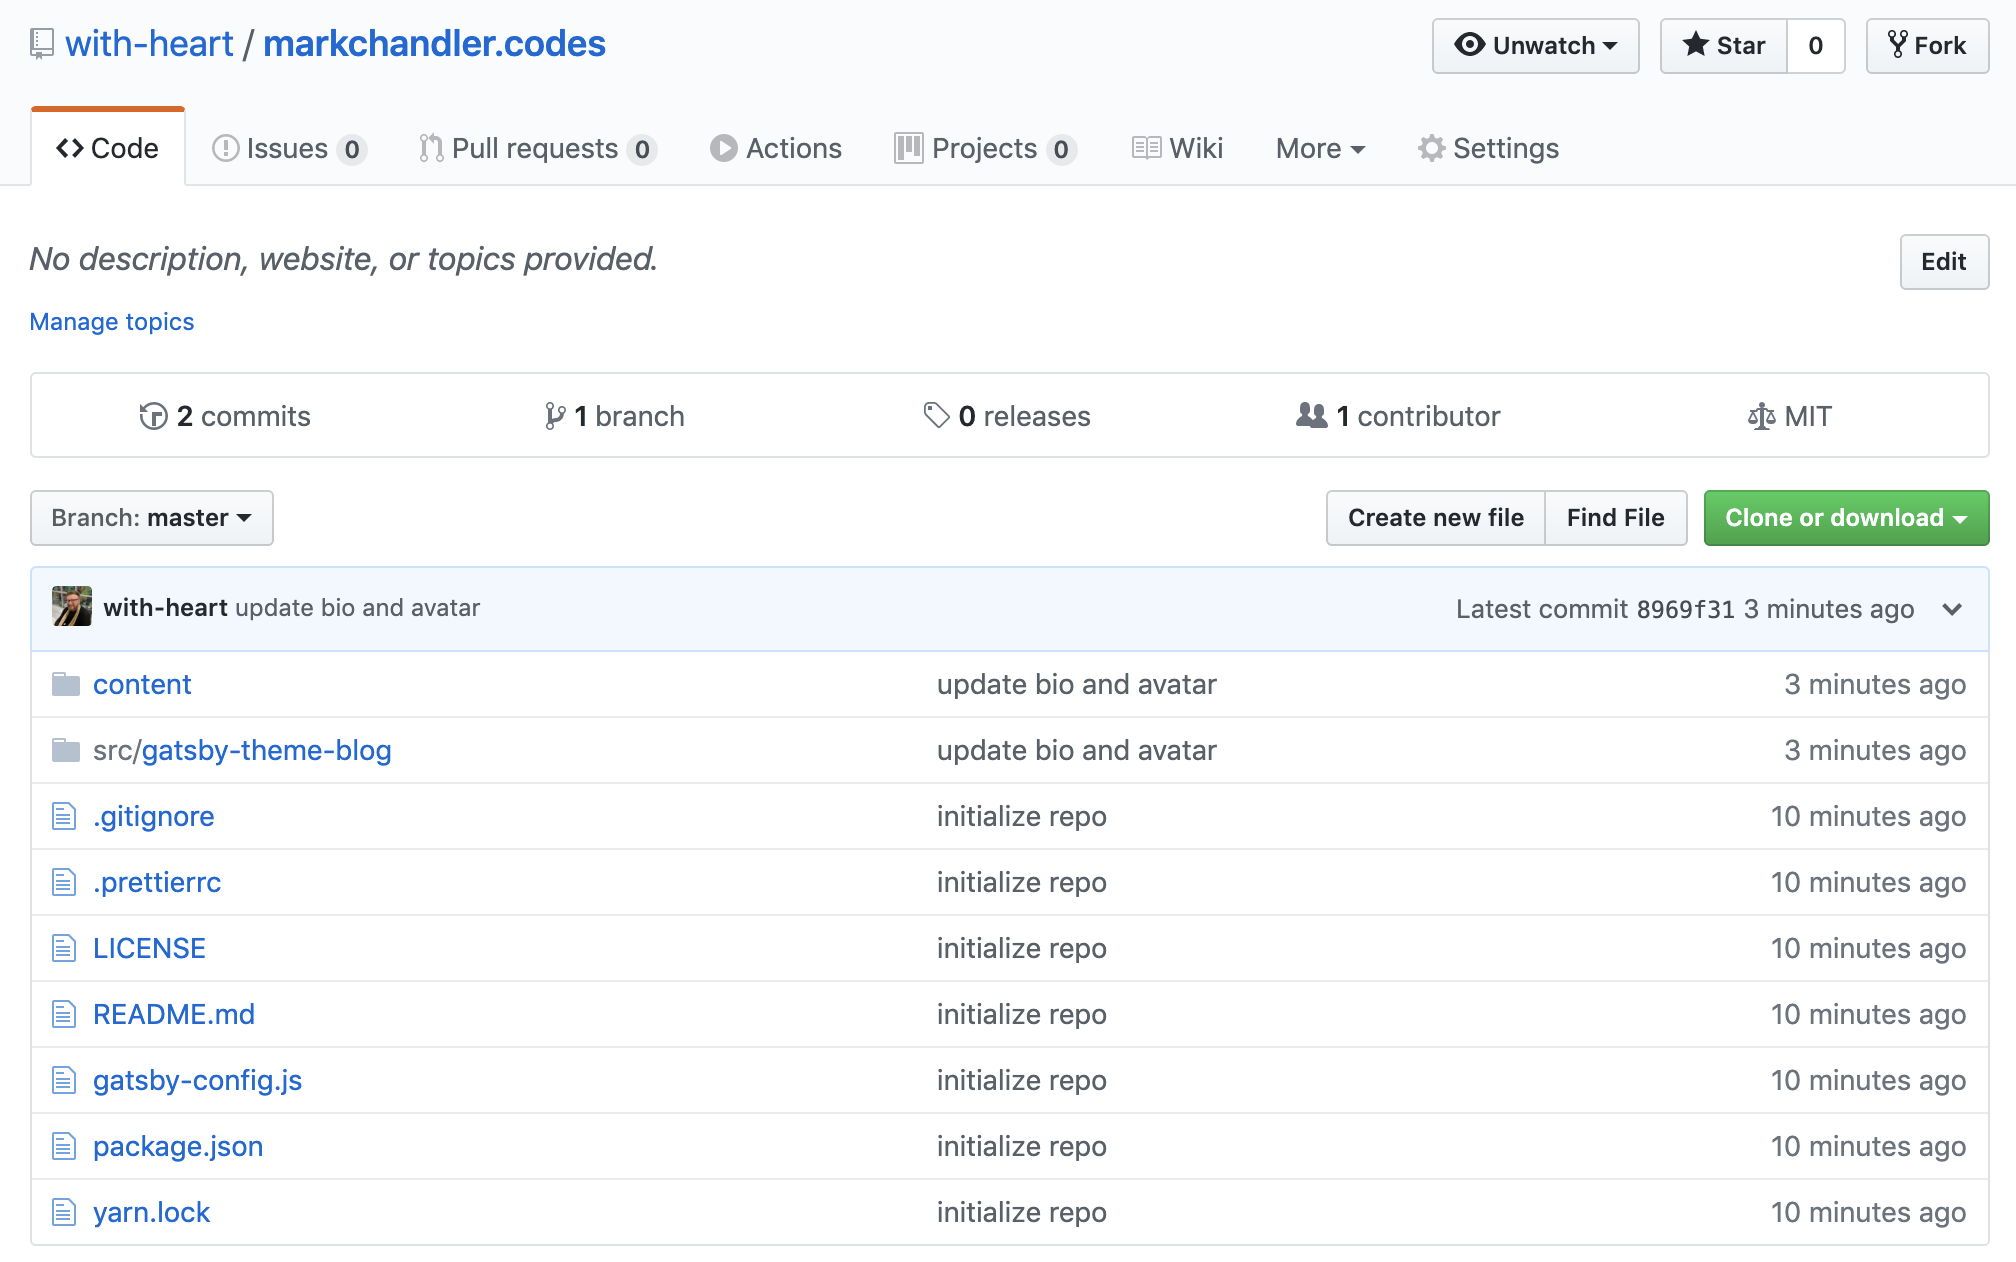 with-heart / markchandler.codes
Unwatch Star 0 Fork
Code Issues 0 Pull requests 0 Actions Projects 0 Wiki More Settings
No description, website, or topics provided. Edit
Manage topics
2 commits 1 branch 0 releases 1 contributor MIT
Branch: master Create new file Find File Clone or download
with-heart update bio and avatar Latest commit 8969f31 3 minutes ago
content update bio and avatar 3 minutes ago
src/gatsby-theme-blog update bio and avatar 3 minutes ago
.gitignore initialize repo 10 minutes ago
.prettierrc initialize repo 10 minutes ago
LICENSE initialize repo 10 minutes ago
README.md initialize repo 10 minutes ago
gatsby-config.js initialize repo 10 minutes ago
package.json initialize repo 10 minutes ago
yarn.lock initialize repo 10 minutes ago